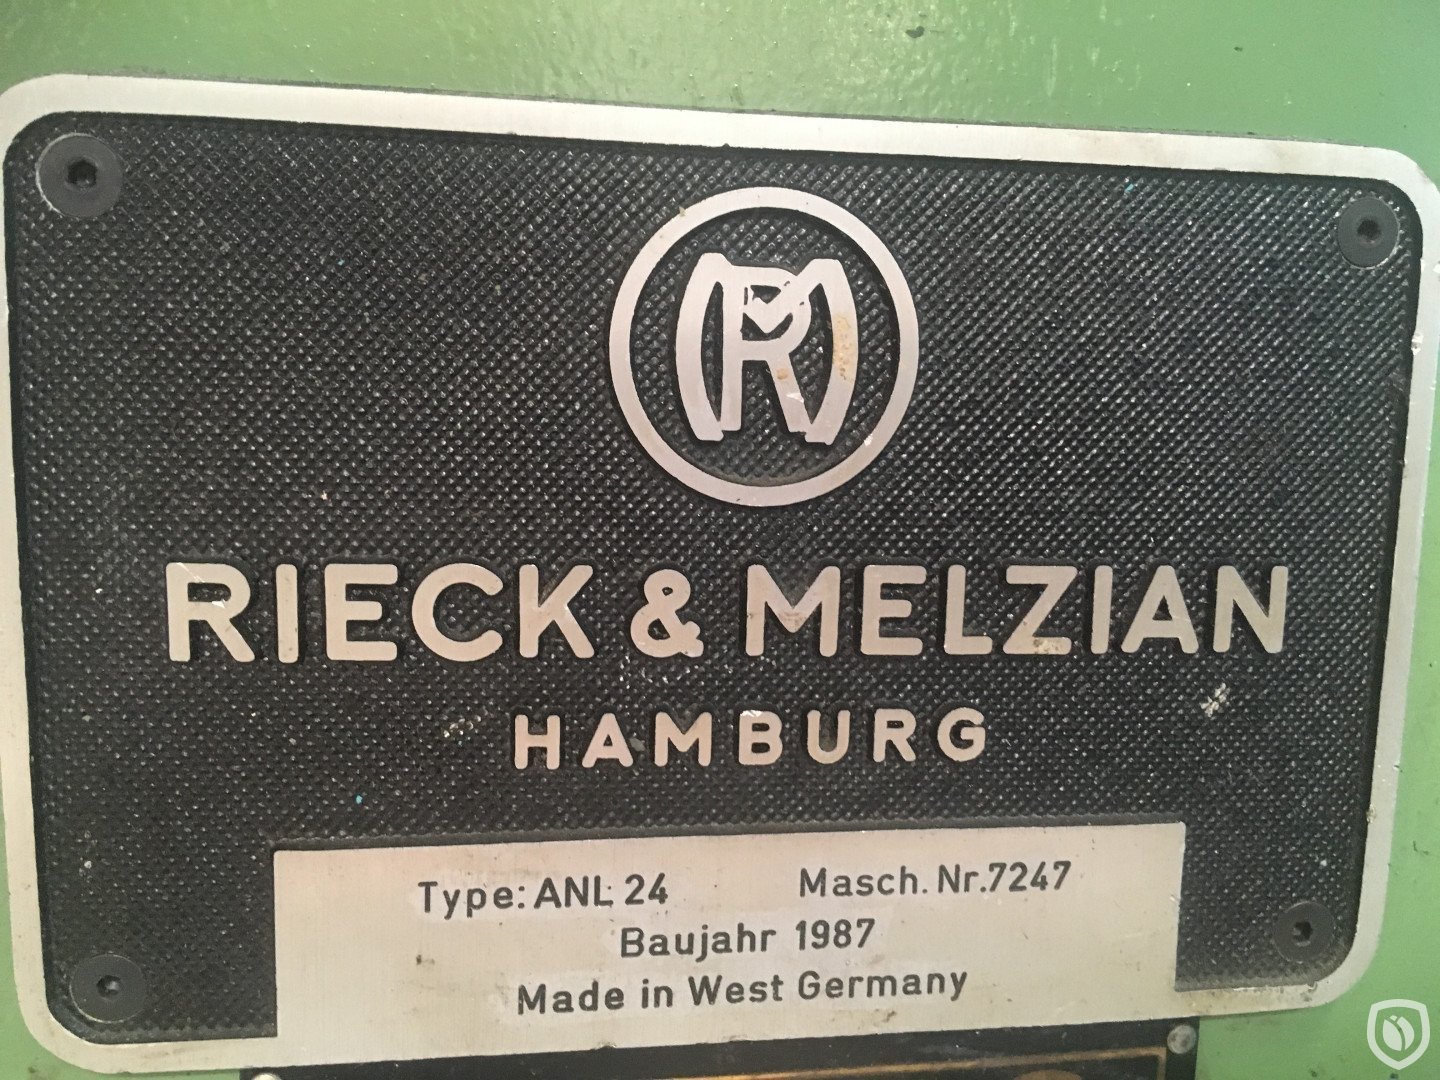 RM
RIECK & MELZIAN
HAMBURG
Type: ANL 24 Masch. Nr. 7247
Baujahr 1987
Made in West Germany